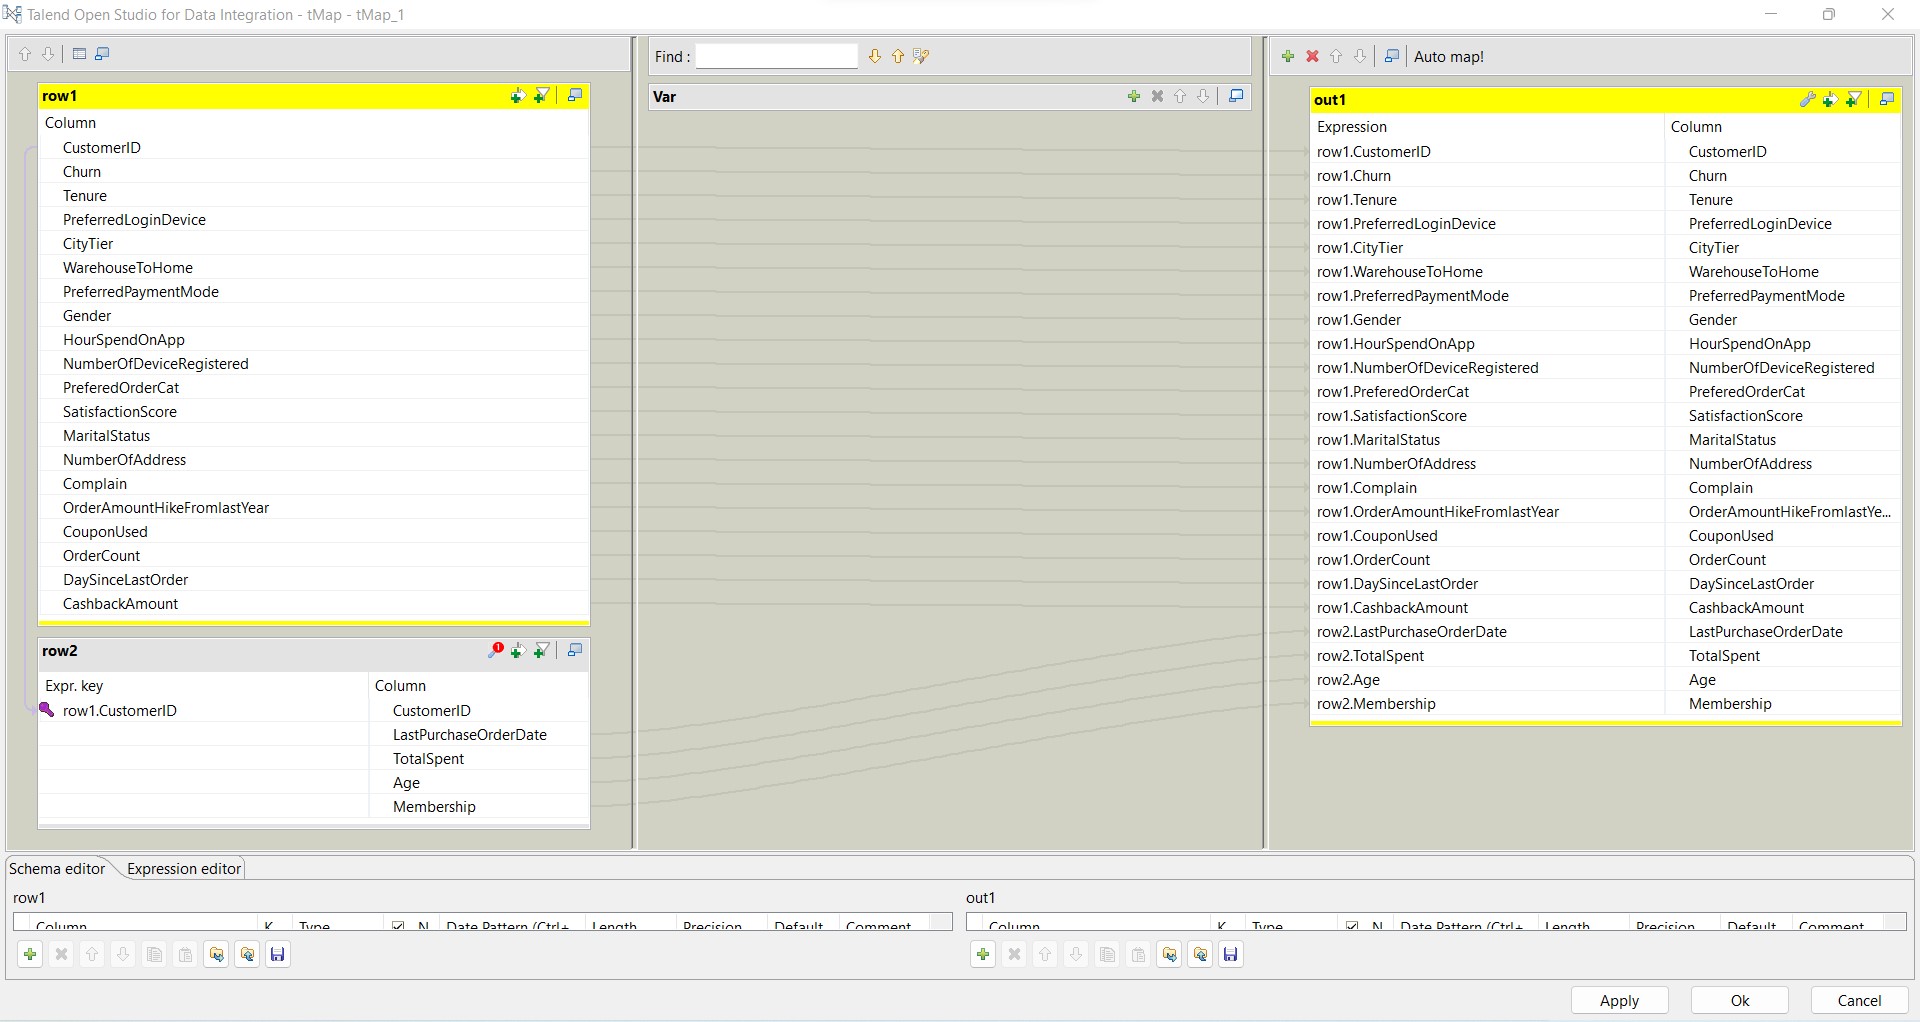 Talend Open Studio for Data Integration - tMap - tMap_1
Find :
Auto map!
row1
Column
CustomerID
Churn
Tenure
PreferredLoginDevice
CityTier
WarehouseToHome
PreferredPaymentMode
Gender
HourSpendOnApp
NumberOfDeviceRegistered
PreferedOrderCat
SatisfactionScore
MaritalStatus
NumberOfAddress
Complain
OrderAmountHikeFromlastYear
CouponUsed
OrderCount
DaySinceLastOrder
CashbackAmount
row2
1
Expr. key Column
row1.CustomerID CustomerID
LastPurchaseOrderDate
TotalSpent
Age
Membership
Var
out1
Expression Column
row1.CustomerID CustomerID
row1.Churn Churn
row1.Tenure Tenure
row1.PreferredLoginDevice PreferredLoginDevice
row1.CityTier CityTier
row1.WarehouseToHome WarehouseToHome
row1.PreferredPaymentMode PreferredPaymentMode
row1.Gender Gender
row1.HourSpendOnApp HourSpendOnApp
row1.NumberOfDeviceRegistered NumberOfDeviceRegistered
row1.PreferedOrderCat PreferedOrderCat
row1.SatisfactionScore SatisfactionScore
row1.MaritalStatus MaritalStatus
row1.NumberOfAddress NumberOfAddress
row1.Complain Complain
row1.OrderAmountHikeFromlastYear OrderAmountHikeFromlastYe...
row1.CouponUsed CouponUsed
row1.OrderCount OrderCount
row1.DaySinceLastOrder DaySinceLastOrder
row1.CashbackAmount CashbackAmount
row2.LastPurchaseOrderDate LastPurchaseOrderDate
row2.TotalSpent TotalSpent
row2.Age Age
row2.Membership Membership
Schema editor Expression editor
row1
Column K Type N Date Pattern (Ctrl+ Length Precision Default Comment
out1
Column K Type N Date Pattern (Ctrl+ Length Precision Default Comment
Apply Ok Cancel